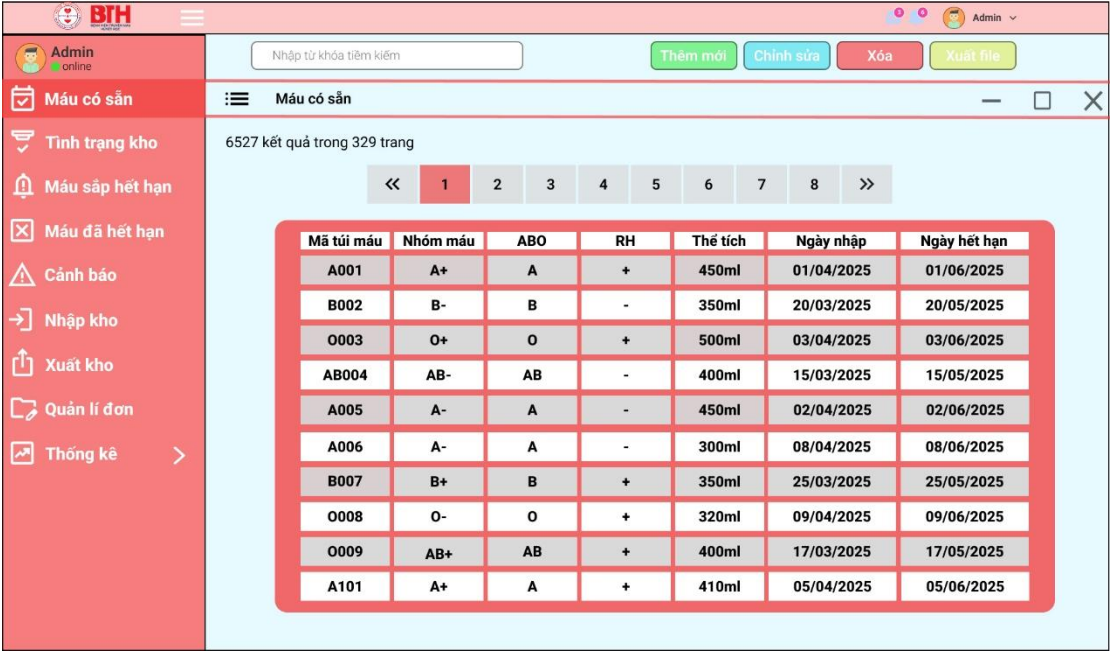 BTH
Admin
Admin
online
Nhập từ khóa tìêm kiếm
Thêm mới
Chỉnh sửa
Xóa
Xuất file
Máu có sẵn
Tình trạng kho
Máu sắp hết hạn
Máu đã hết hạn
Cảnh báo
Nhập kho
Xuất kho
Quản lí đơn
Thống kê
Máu có sẵn
6527 kết quả trong 329 trang
« 1 2 3 4 5 6 7 8 »
Mã túi máu Nhóm máu ABO RH Thể tích Ngày nhập Ngày hết hạn
A001 A+ A + 450ml 01/04/2025 01/06/2025
B002 B- B - 350ml 20/03/2025 20/05/2025
O003 O+ O + 500ml 03/04/2025 03/06/2025
AB004 AB- AB - 400ml 15/03/2025 15/05/2025
A005 A- A - 450ml 02/04/2025 02/06/2025
A006 A- A - 300ml 08/04/2025 08/06/2025
B007 B+ B + 350ml 25/03/2025 25/05/2025
O008 O- O + 320ml 09/04/2025 09/06/2025
O009 AB+ AB + 400ml 17/03/2025 17/05/2025
A101 A+ A + 410ml 05/04/2025 05/06/2025